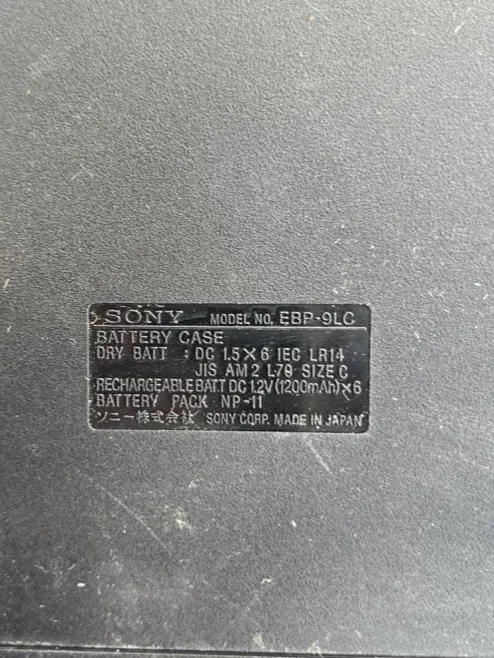 SONY MODEL NO. EBP-9LC
BATTERY CASE
DRY BATT : DC 1.5×6 IEC LR14
JIS AM2 L70 SIZE C
RECHARGEABLE BATT DC 1.2V (1200mAh)×6
BATTERY PACK NP-11
ソニー株式会社 SONY CORP. MADE IN JAPAN